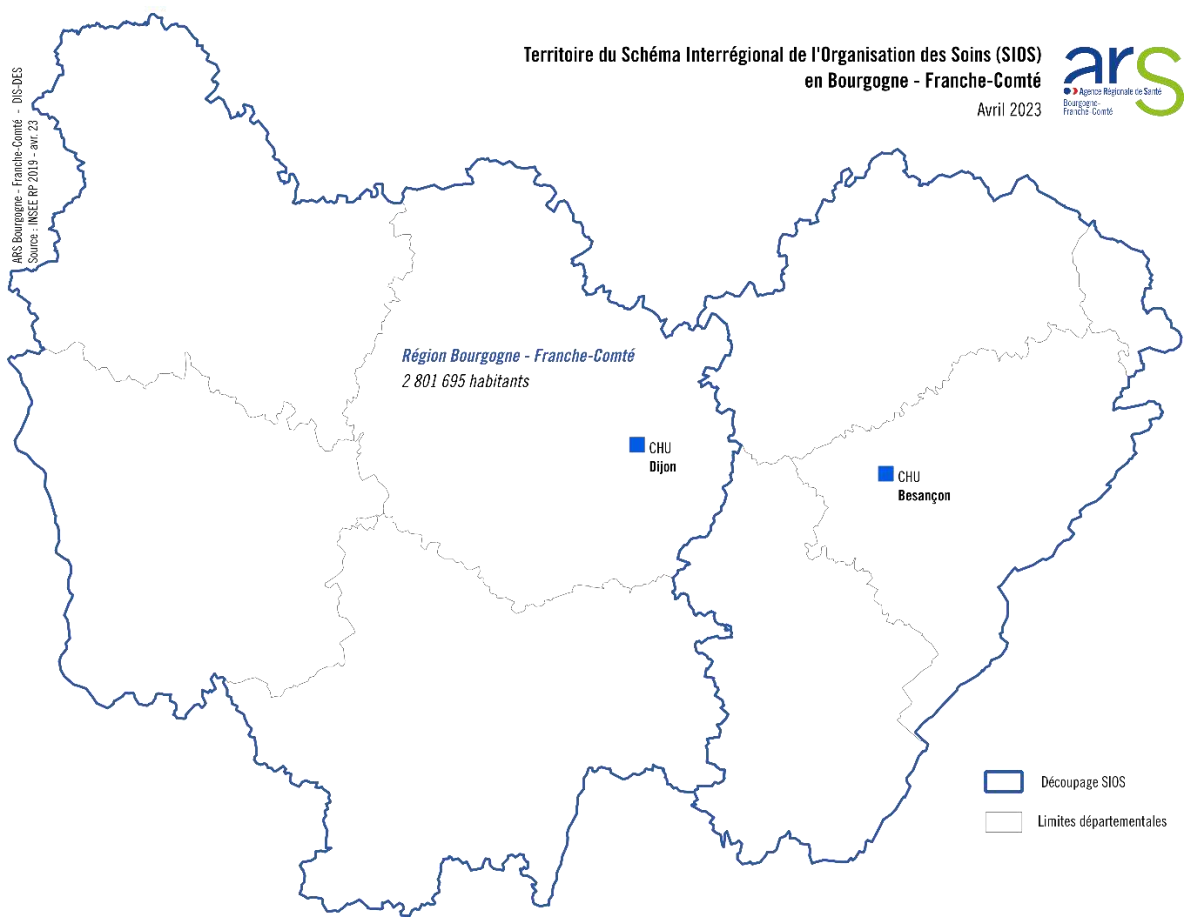 Territoire du Schéma Interrégional de l'Organisation des Soins (SIOS)
en Bourgogne - Franche-Comté
Avril 2023
ars
Agence Régionale de Santé
Bourgogne-
Franche-Comté
ARS Bourgogne - Franche-Comté - DIS-DES
Source : INSEE RP 2019 - avr. 23
Région Bourgogne - Franche-Comté
2 801 695 habitants
CHU
Dijon
CHU
Besançon
Découpage SIOS
Limites départementales